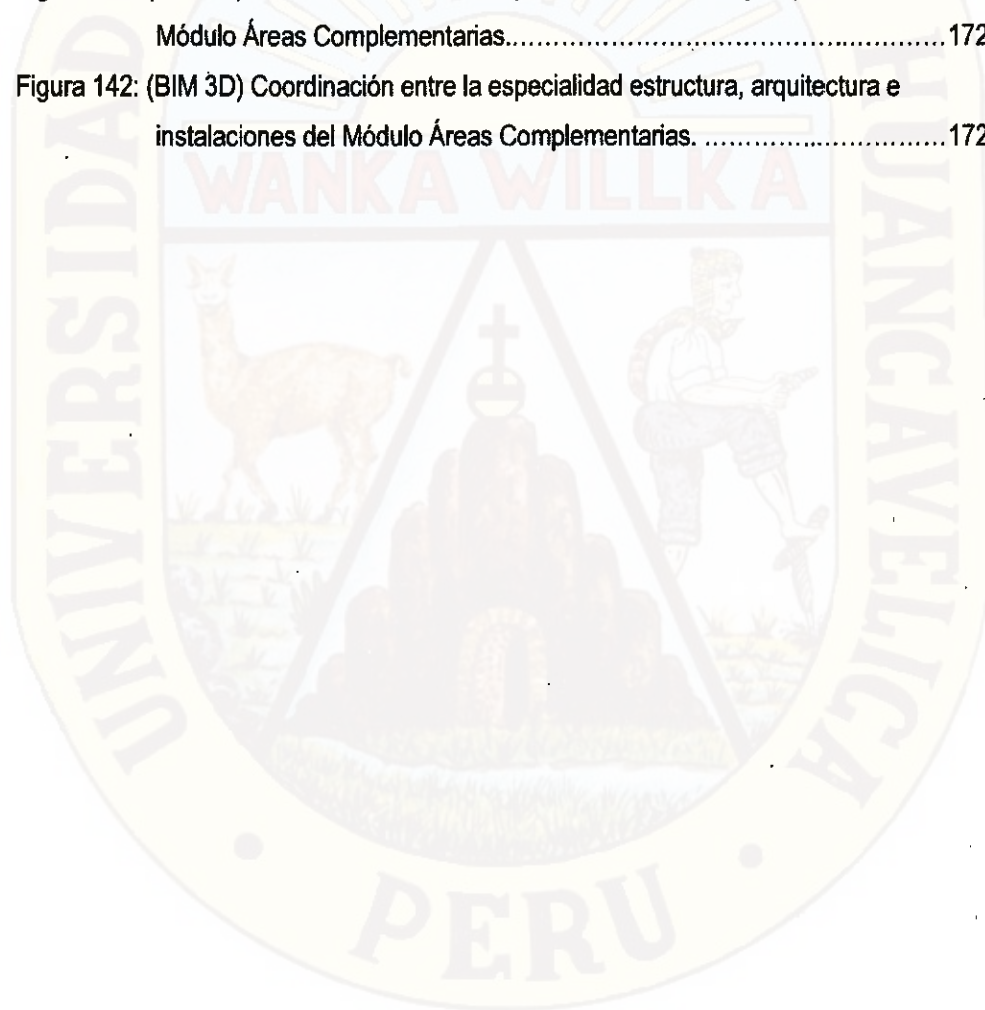 Módulo Áreas Complementarias.................................................172
Figura 142: (BIM 3D) Coordinación entre la especialidad estructura, arquitectura e
instalaciones del Módulo Áreas Complementarias. ..............................172
UNIVERSIDAD
WANKA WILLKA
HUANCAVELICA
PERU